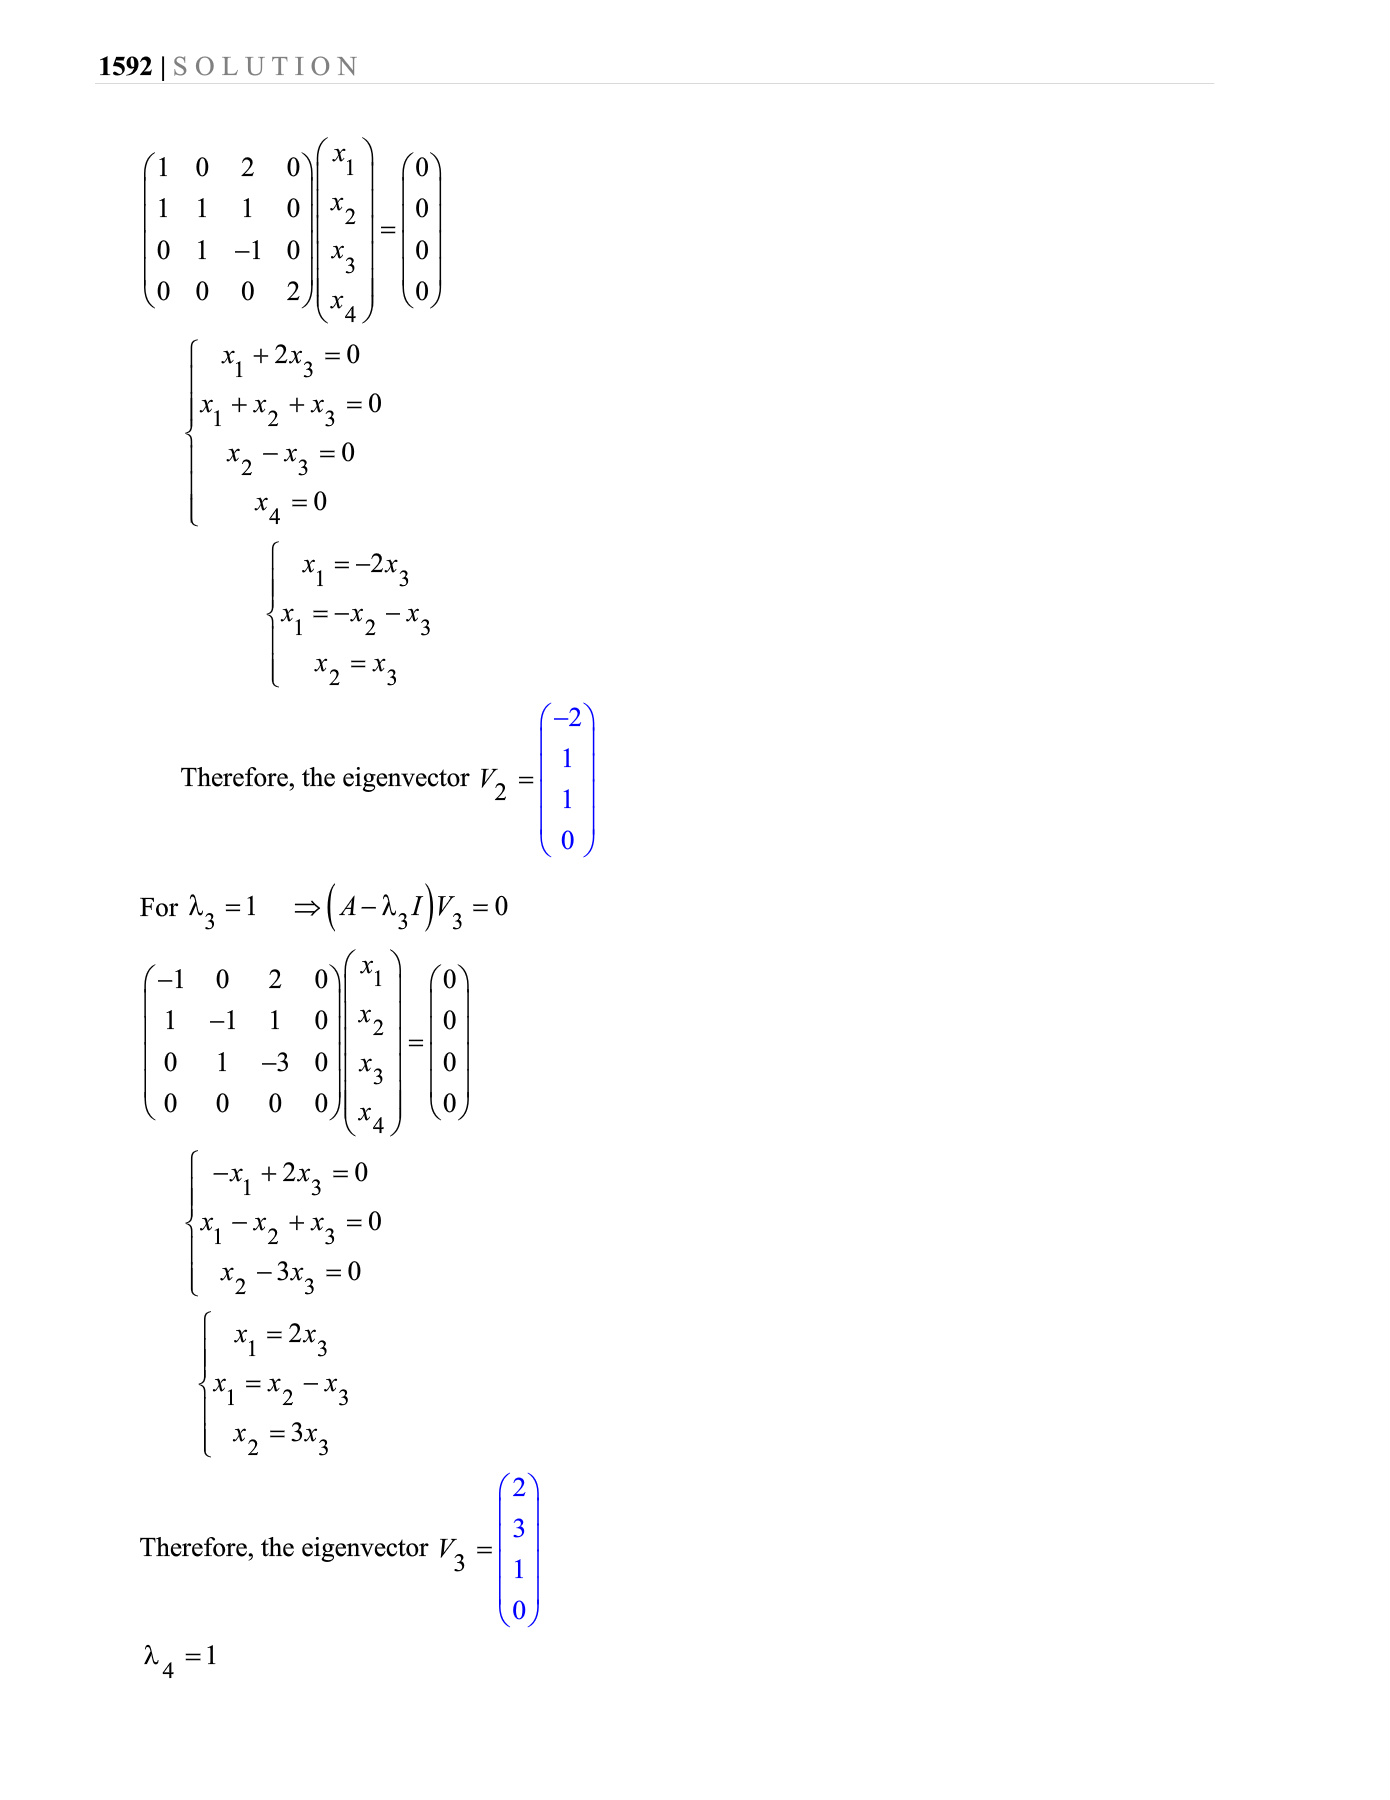 1592 | SOLUTION
$\begin{pmatrix} 1 & 0 & 2 & 0 \\ 1 & 1 & 1 & 0 \\ 0 & 1 & -1 & 0 \\ 0 & 0 & 0 & 2 \end{pmatrix} \begin{pmatrix} x_1 \\ x_2 \\ x_3 \\ x_4 \end{pmatrix} = \begin{pmatrix} 0 \\ 0 \\ 0 \\ 0 \end{pmatrix}$
$\begin{cases} x_1 + 2x_3 = 0 \\ x_1 + x_2 + x_3 = 0 \\ x_2 - x_3 = 0 \\ x_4 = 0 \end{cases}$
$\begin{cases} x_1 = -2x_3 \\ x_1 = -x_2 - x_3 \\ x_2 = x_3 \end{cases}$
Therefore, the eigenvector $V_2 = \begin{pmatrix} -2 \\ 1 \\ 1 \\ 0 \end{pmatrix}$
For $\lambda_3 = 1 \quad \Rightarrow (A - \lambda_3 I) V_3 = 0$
$\begin{pmatrix} -1 & 0 & 2 & 0 \\ 1 & -1 & 1 & 0 \\ 0 & 1 & -3 & 0 \\ 0 & 0 & 0 & 0 \end{pmatrix} \begin{pmatrix} x_1 \\ x_2 \\ x_3 \\ x_4 \end{pmatrix} = \begin{pmatrix} 0 \\ 0 \\ 0 \\ 0 \end{pmatrix}$
$\begin{cases} -x_1 + 2x_3 = 0 \\ x_1 - x_2 + x_3 = 0 \\ x_2 - 3x_3 = 0 \end{cases}$
$\begin{cases} x_1 = 2x_3 \\ x_1 = x_2 - x_3 \\ x_2 = 3x_3 \end{cases}$
Therefore, the eigenvector $V_3 = \begin{pmatrix} 2 \\ 3 \\ 1 \\ 0 \end{pmatrix}$
$\lambda_4 = 1$